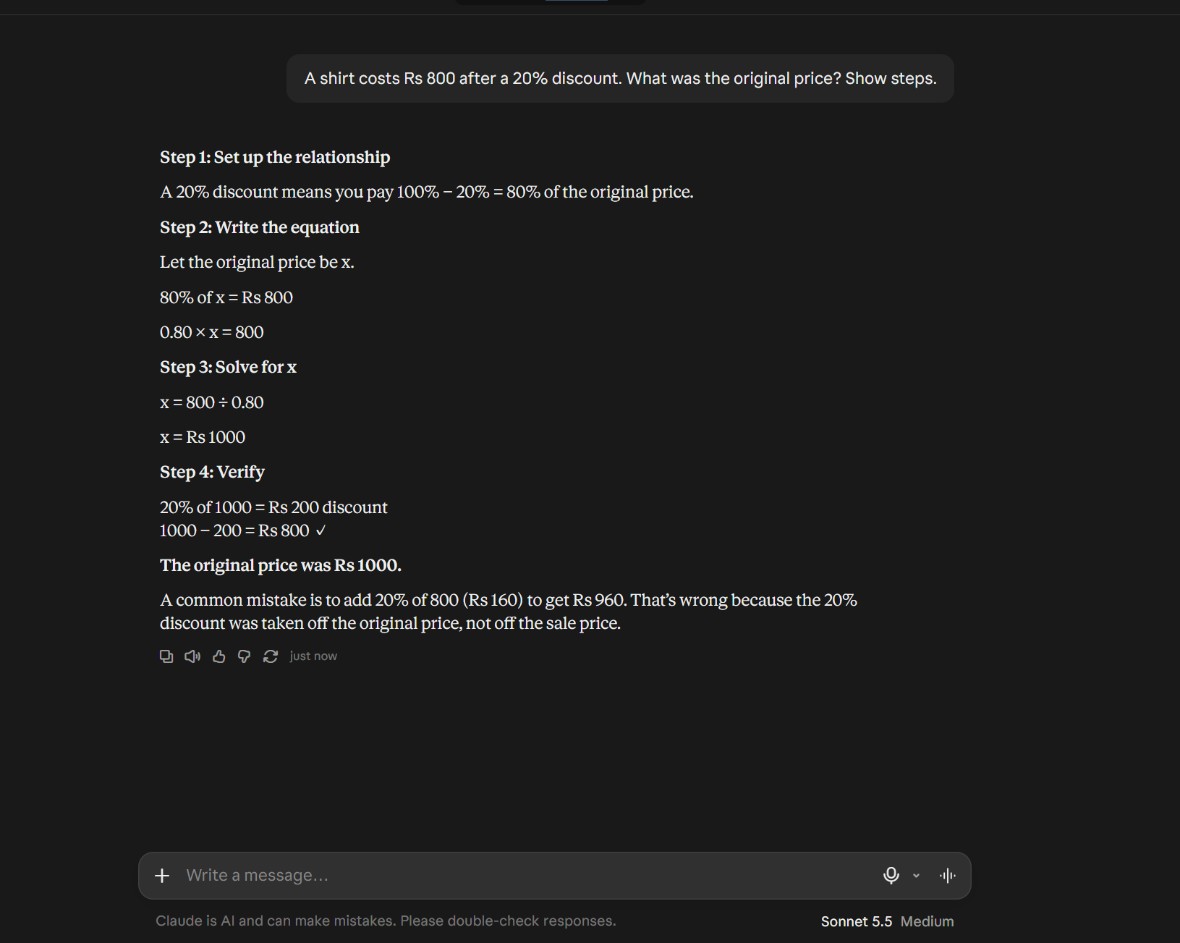 A shirt costs Rs 800 after a 20% discount. What was the original price? Show steps.
Step 1: Set up the relationship
A 20% discount means you pay 100% − 20% = 80% of the original price.
Step 2: Write the equation
Let the original price be x.
80% of x = Rs 800
0.80 × x = 800
Step 3: Solve for x
x = 800 ÷ 0.80
x = Rs 1000
Step 4: Verify
20% of 1000 = Rs 200 discount
1000 − 200 = Rs 800 ✓
The original price was Rs 1000.
A common mistake is to add 20% of 800 (Rs 160) to get Rs 960. That’s wrong because the 20%
discount was taken off the original price, not off the sale price.
just now
Write a message…
Claude is AI and can make mistakes. Please double-check responses.
Sonnet 5.5 Medium